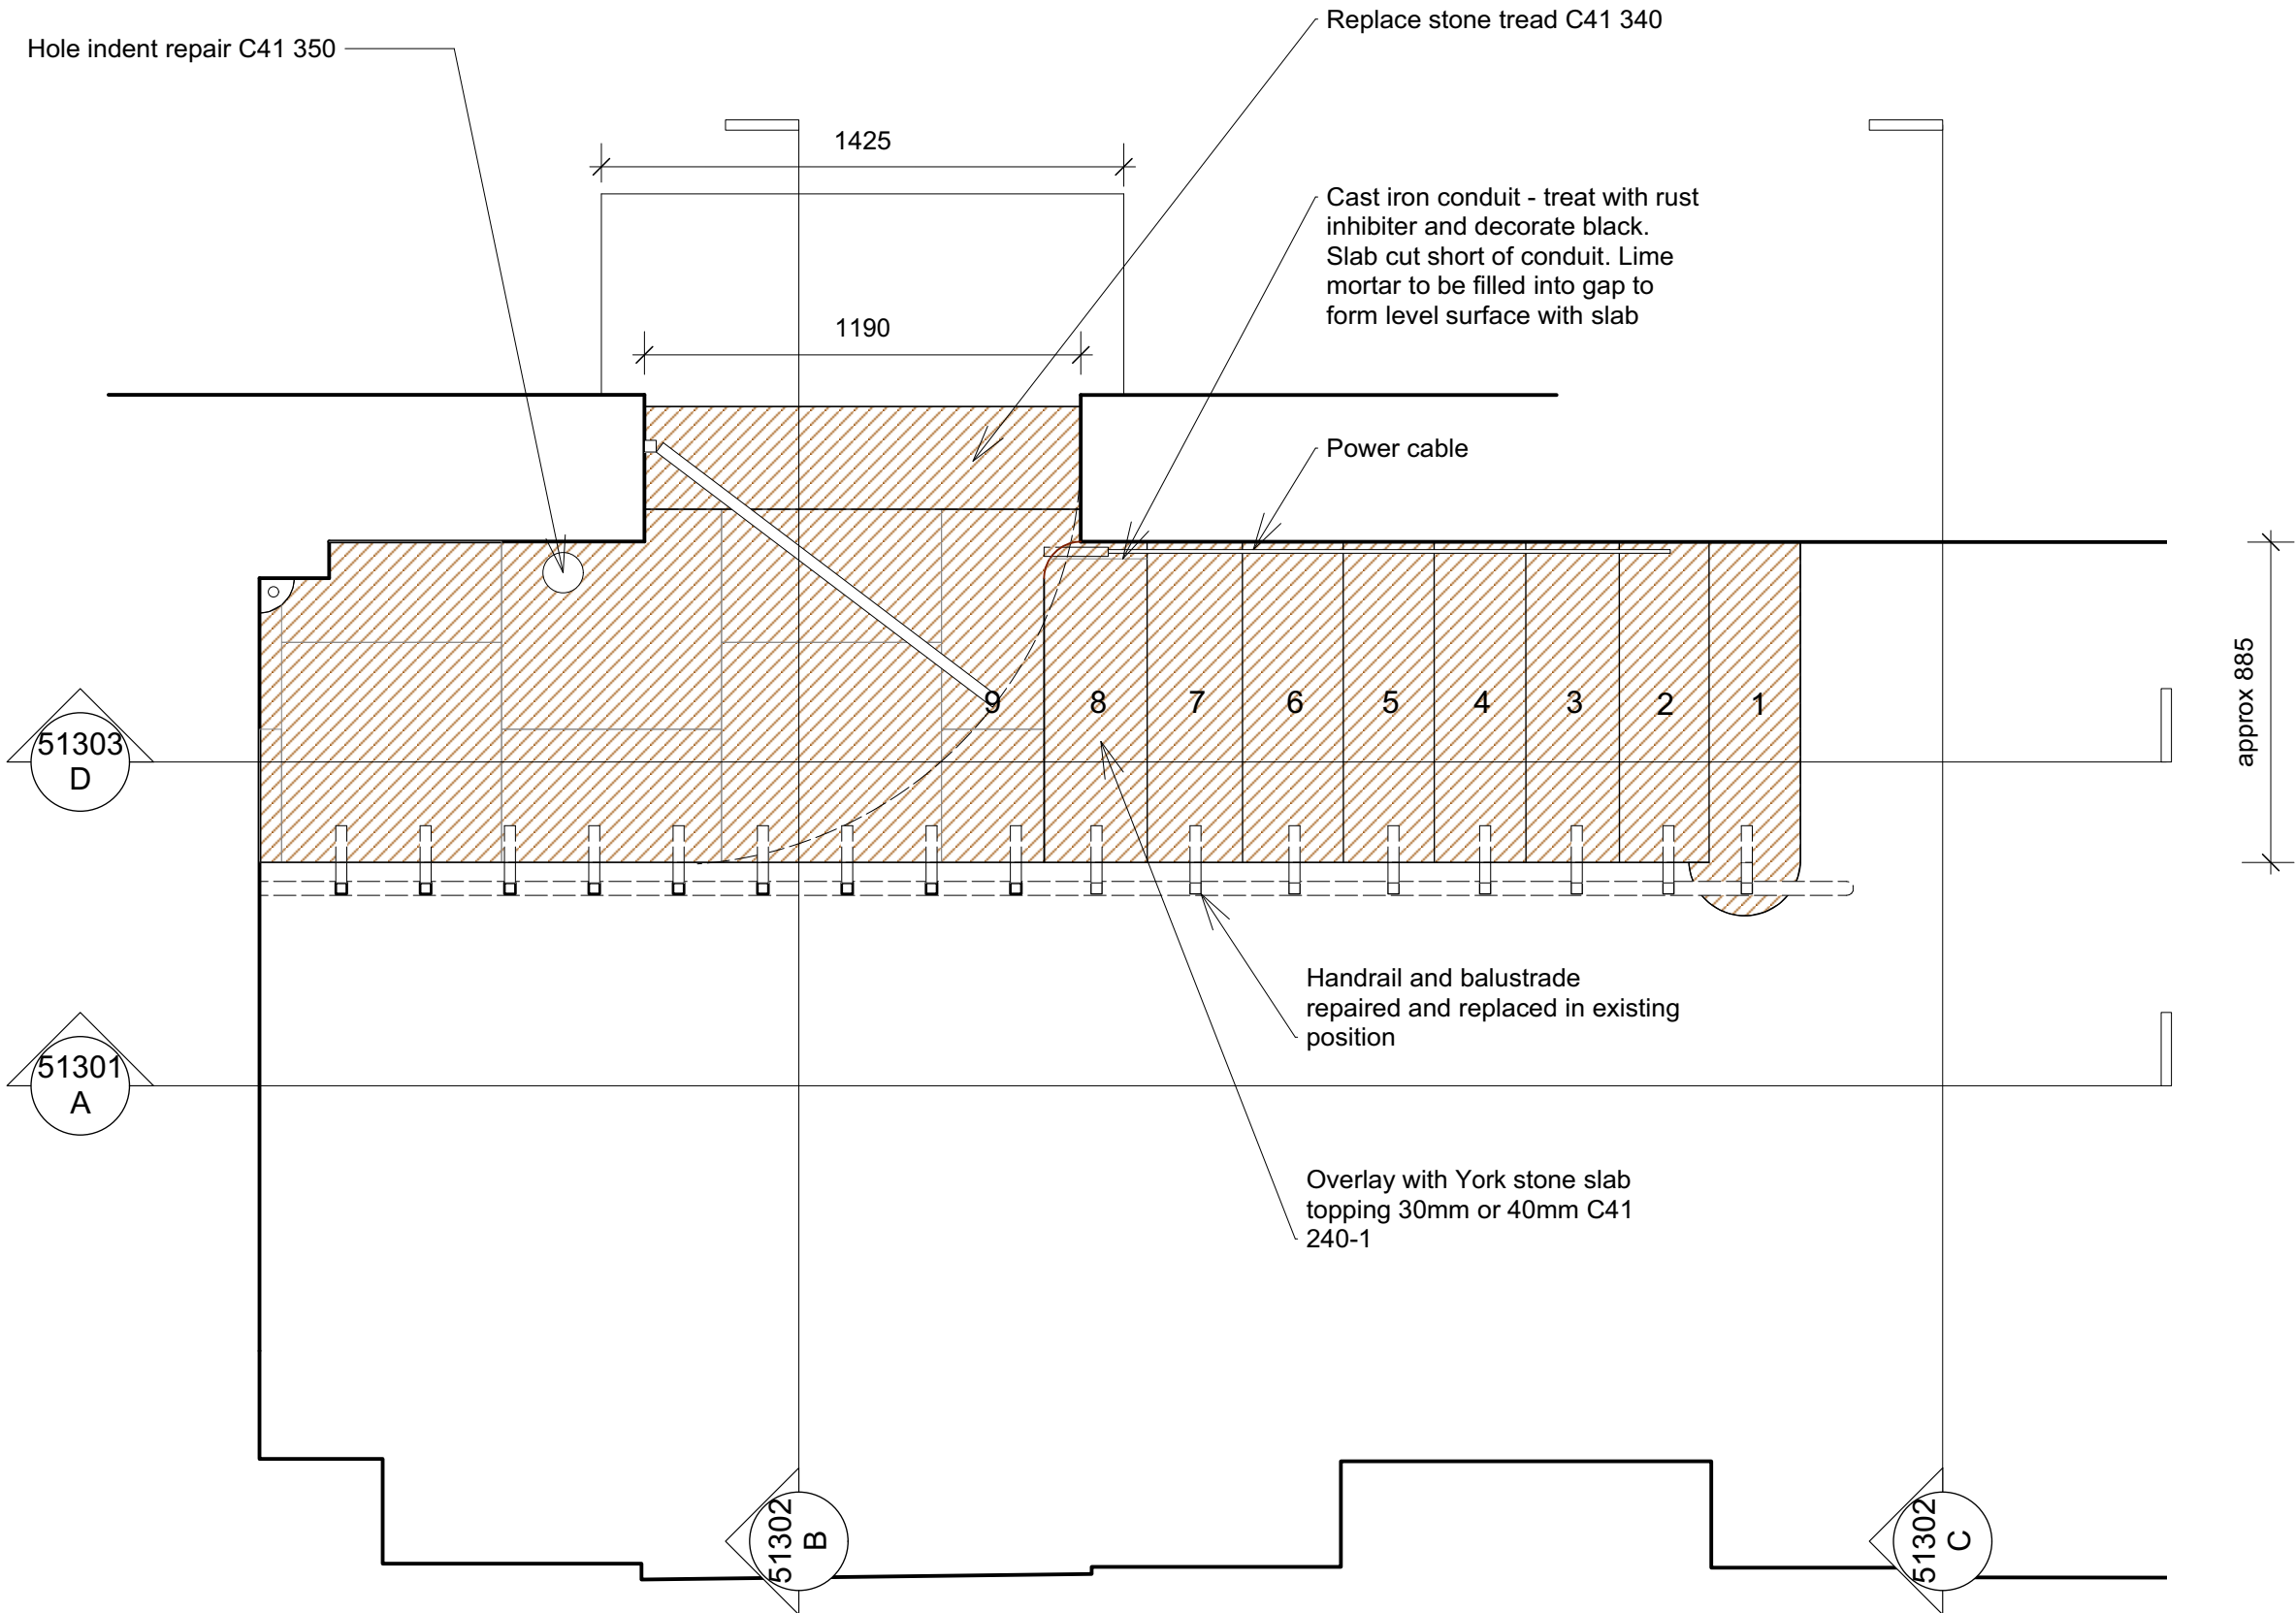 Replace stone tread C41 340
Hole indent repair C41 350
1425
Cast iron conduit - treat with rust
inhibiter and decorate black.
Slab cut short of conduit. Lime
mortar to be filled into gap to
form level surface with slab
1190
Power cable
approx 885
9 8 7 6 5 4 3 2 1
51303
D
Handrail and balustrade
repaired and replaced in existing
position
51301
A
Overlay with York stone slab
topping 30mm or 40mm C41
240-1
51302
B
51302
C